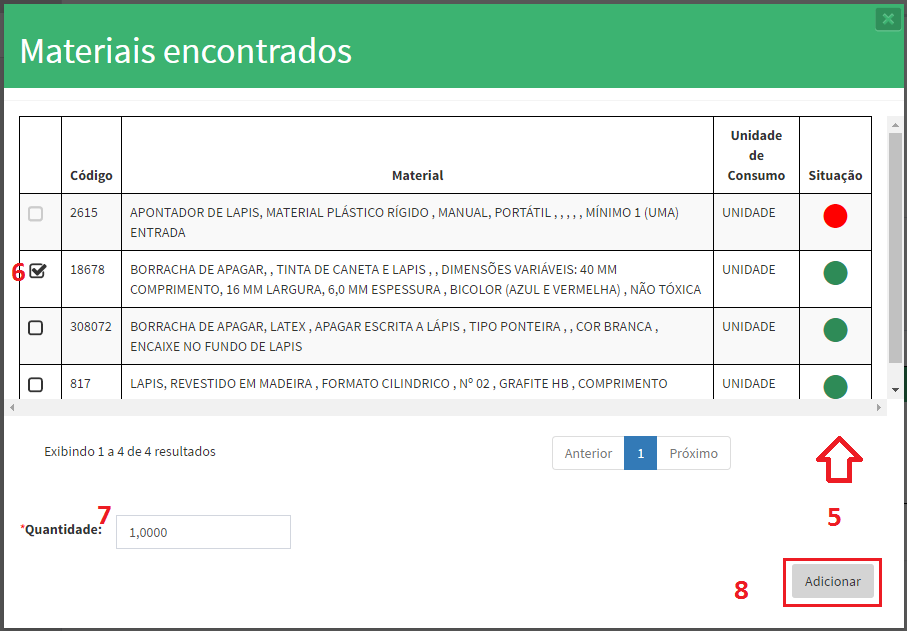 Materiais encontrados
Unidade
de
Código Material Consumo Situação
2615 APONTADOR DE LAPIS, MATERIAL PLÁSTICO RÍGIDO , MANUAL, PORTÁTIL , , , , , MÍNIMO 1 (UMA) UNIDADE
ENTRADA
6 18678 BORRACHA DE APAGAR, , TINTA DE CANETA E LAPIS , , DIMENSÕES VARIÁVEIS: 40 MM UNIDADE
COMPRIMENTO, 16 MM LARGURA, 6,0 MM ESPESSURA , BICOLOR (AZUL E VERMELHA) , NÃO TÓXICA
308072 BORRACHA DE APAGAR, LATEX , APAGAR ESCRITA A LÁPIS , TIPO PONTEIRA , , COR BRANCA , UNIDADE
ENCAIXE NO FUNDO DE LAPIS
817 LAPIS, REVESTIDO EM MADEIRA , FORMATO CILINDRICO , Nº 02 , GRAFITE HB , COMPRIMENTO UNIDADE
Exibindo 1 a 4 de 4 resultados Anterior 1 Próximo
5
7
*Quantidade: 1,0000
8 Adicionar